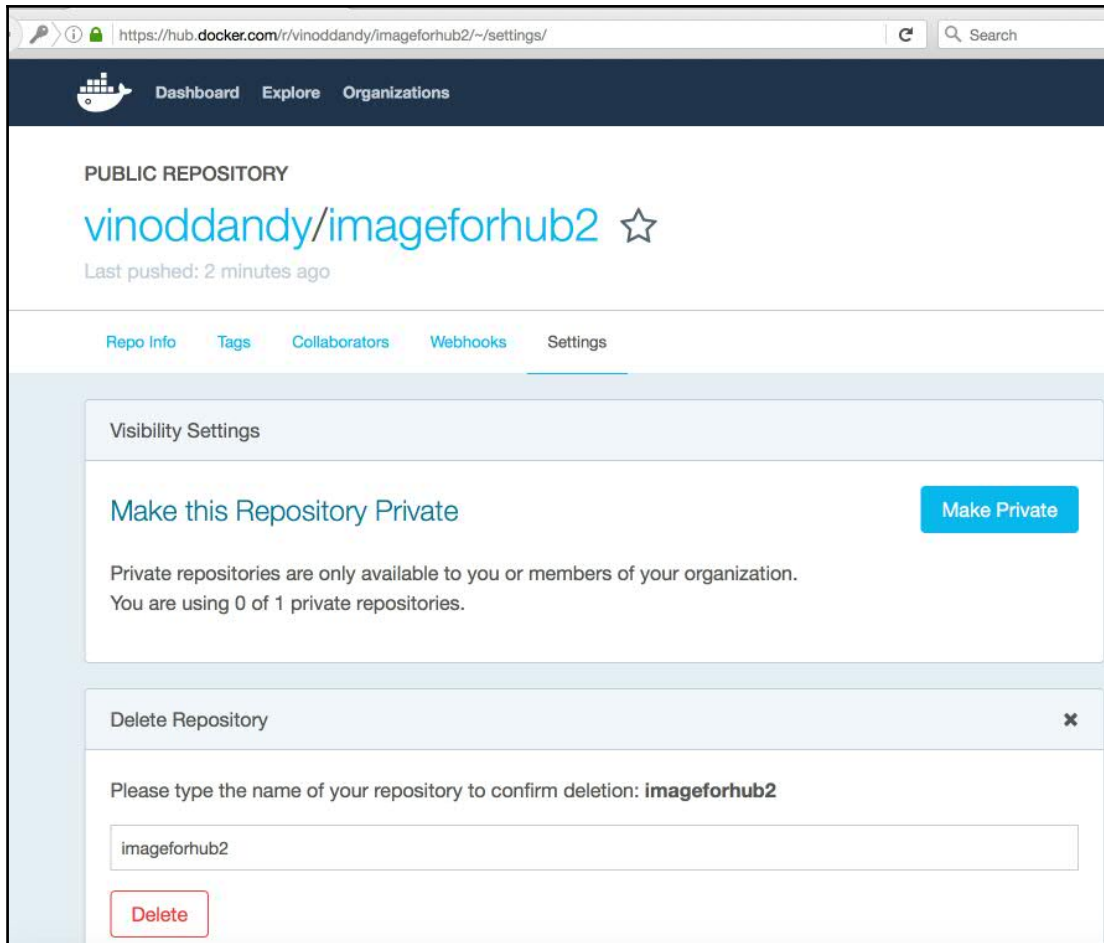 https://hub.docker.com/r/vinoddandy/imageforhub2/~/settings/
Search
Dashboard Explore Organizations
PUBLIC REPOSITORY
vinoddandy/imageforhub2
Last pushed: 2 minutes ago
Repo Info Tags Collaborators Webhooks Settings
Visibility Settings
Make this Repository Private
Make Private
Private repositories are only available to you or members of your organization.
You are using 0 of 1 private repositories.
Delete Repository
Please type the name of your repository to confirm deletion: imageforhub2
imageforhub2
Delete